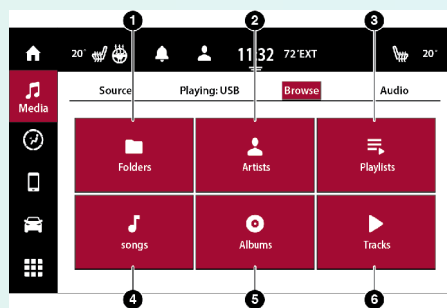 1 2 3
20° 11:32 72°EXT 20°
Media
Source Playing: USB Browse Audio
Folders Artists Playlists
songs Albums Tracks
4 5 6